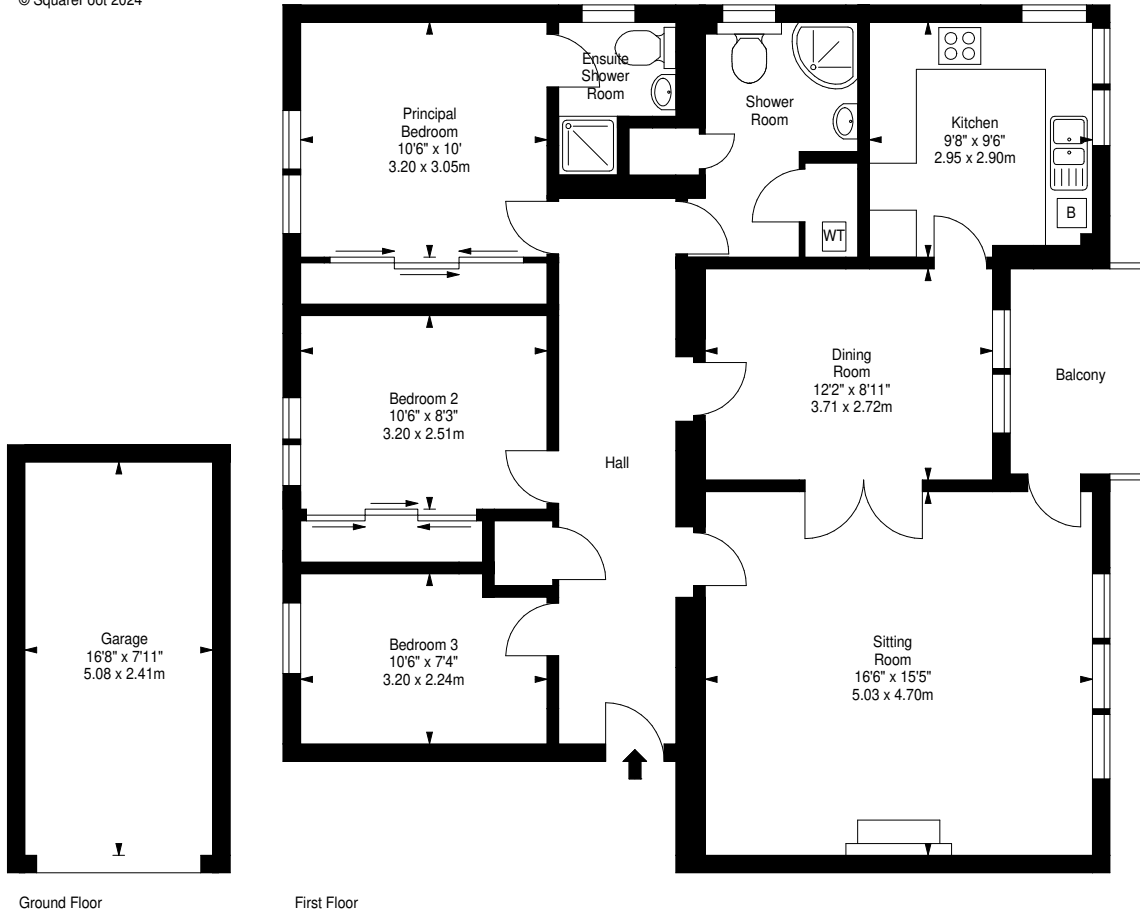 © SquareFoot 2024
Principal
Bedroom
10'6" x 10'
3.20 x 3.05m
Ensuite
Shower
Room
Shower
Room
Kitchen
9'8" x 9'6"
2.95 x 2.90m
B
WT
Bedroom 2
10'6" x 8'3"
3.20 x 2.51m
Hall
Dining
Room
12'2" x 8'11"
3.71 x 2.72m
Balcony
Garage
16'8" x 7'11"
5.08 x 2.41m
Bedroom 3
10'6" x 7'4"
3.20 x 2.24m
Sitting
Room
16'6" x 15'5"
5.03 x 4.70m
Ground Floor
First Floor